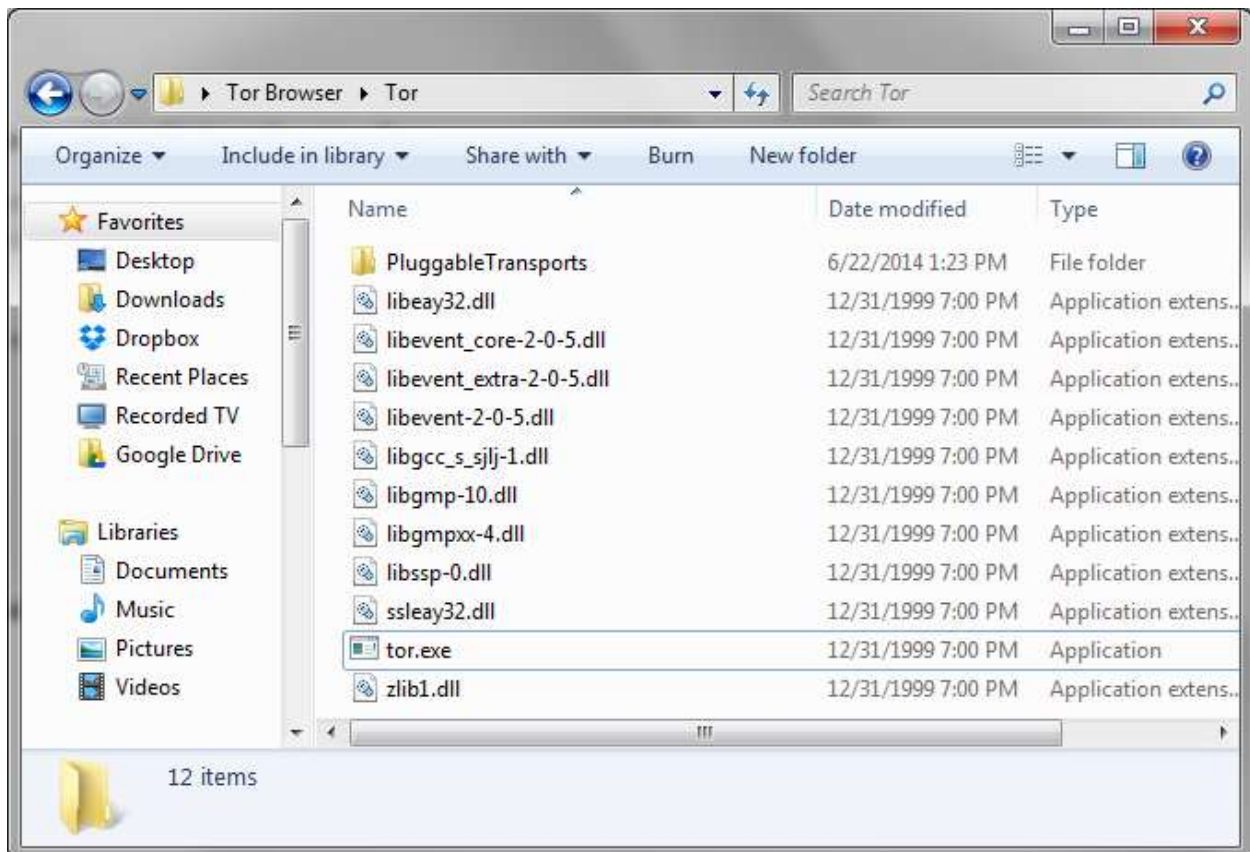 Tor Browser Tor
Search Tor
Organize Include in library Share with Burn New folder
Name Date modified Type
Favorites
Desktop
Downloads
Dropbox
Recent Places
Recorded TV
Google Drive
Libraries
Documents
Music
Pictures
Videos
PluggableTransports 6/22/2014 1:23 PM File folder
libeay32.dll 12/31/1999 7:00 PM Application extens..
libevent_core-2-0-5.dll 12/31/1999 7:00 PM Application extens..
libevent_extra-2-0-5.dll 12/31/1999 7:00 PM Application extens..
libevent-2-0-5.dll 12/31/1999 7:00 PM Application extens..
libgcc_s_sjlj-1.dll 12/31/1999 7:00 PM Application extens..
libgmp-10.dll 12/31/1999 7:00 PM Application extens..
libgmpxx-4.dll 12/31/1999 7:00 PM Application extens..
libssp-0.dll 12/31/1999 7:00 PM Application extens..
ssleay32.dll 12/31/1999 7:00 PM Application extens..
tor.exe 12/31/1999 7:00 PM Application
zlib1.dll 12/31/1999 7:00 PM Application extens..
12 items